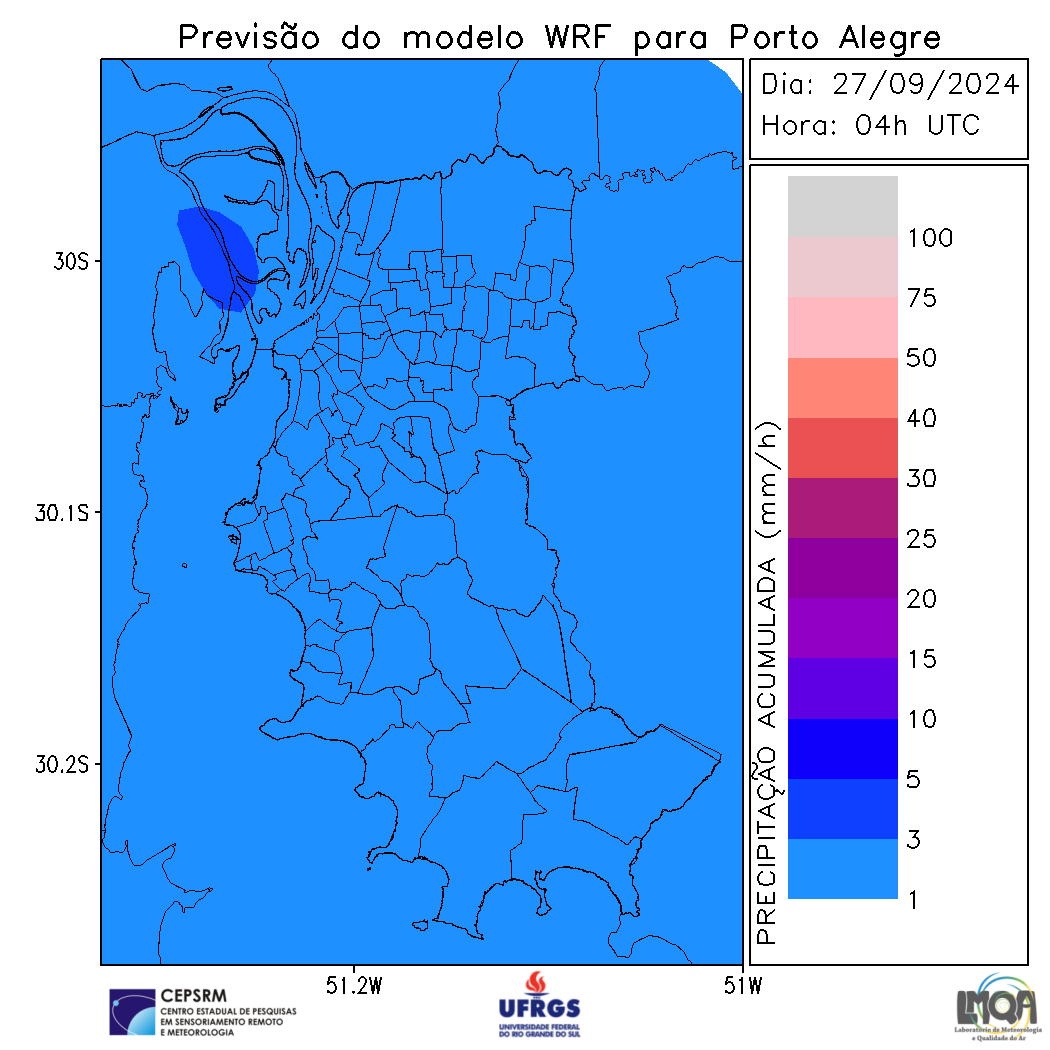 Previsão do modelo WRF para Porto Alegre
Dia: 27/09/2024
Hora: 04h UTC
30S
30.1S
30.2S
51.2W
51W
PRECIPITAÇÃO ACUMULADA (mm/h)
100
75
50
40
30
25
20
15
10
5
3
1
CEPSRM
CENTRO ESTADUAL DE PESQUISAS
EM SENSORIAMENTO REMOTO
E METEOROLOGIA
UFRGS
UNIVERSIDADE FEDERAL
DO RIO GRANDE DO SUL
LMQA
Laboratório de Meteorologia
e Qualidade do Ar